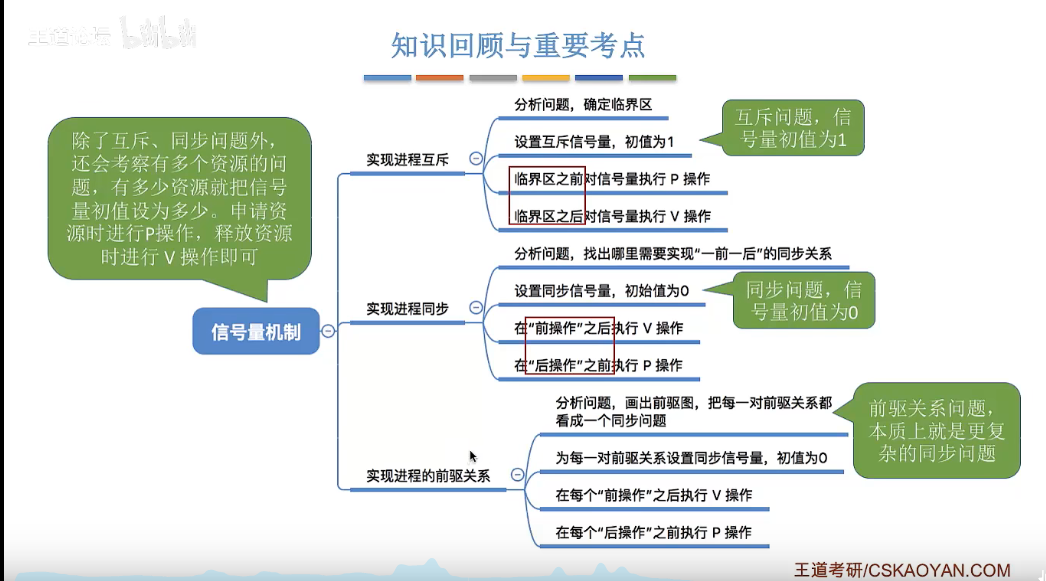 王道考研 bilibili
知识回顾与重要考点
除了互斥、同步问题外，
还会考察有多个资源的问
题，有多少资源就把信号
量初值设为多少。申请资
源时进行P操作，释放资源
时进行 V 操作即可
信号量机制
实现进程互斥
分析问题，确定临界区
设置互斥信号量，初值为1
临界区之前对信号量执行 P 操作
临界区之后对信号量执行 V 操作
互斥问题，信
号量初值为1
实现进程同步
分析问题，找出哪里需要实现“一前一后”的同步关系
设置同步信号量，初始值为0
在“前操作”之后执行 V 操作
在“后操作”之前执行 P 操作
同步问题，信
号量初值为0
实现进程的前驱关系
分析问题，画出前驱图，把每一对前驱关系都
看成一个同步问题
为每一对前驱关系设置同步信号量，初值为0
在每个“前操作”之后执行 V 操作
在每个“后操作”之前执行 P 操作
前驱关系问题，
本质上就是更复
杂的同步问题
王道考研/CSKAOYAN.COM